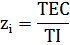 zᵢ = TEC/TI